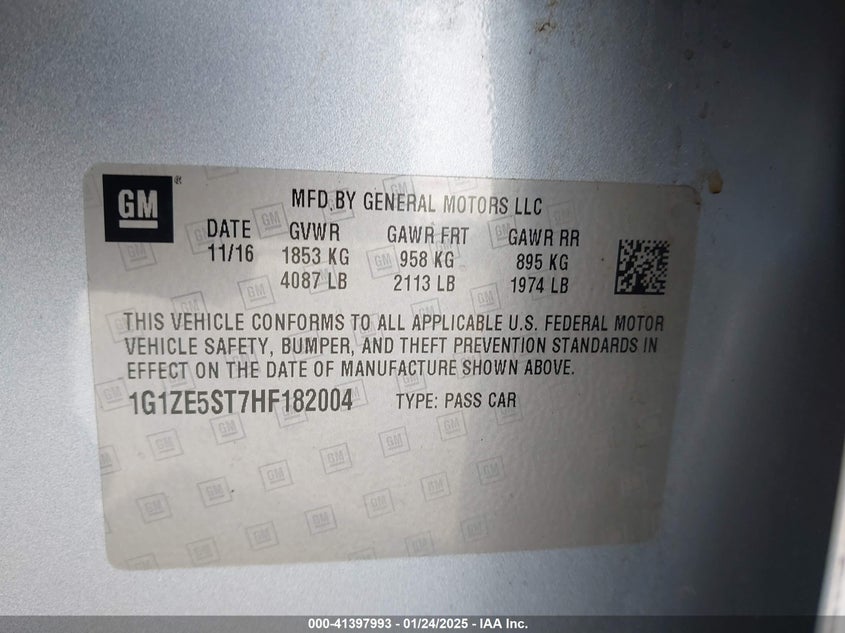 GM ®
MFD. BY GENERAL MOTORS LLC
DATE GVWR GAWR FRT GAWR RR
11/16 1853 KG 958 KG 895 KG
4087 LB 2113 LB 1974 LB
THIS VEHICLE CONFORMS TO ALL APPLICABLE U.S. FEDERAL MOTOR
VEHICLE SAFETY, BUMPER, AND THEFT PREVENTION STANDARDS IN
EFFECT ON THE DATE OF MANUFACTURE SHOWN ABOVE.
1G1ZE5ST7HF182004 TYPE: PASS CAR
000-41397993 - 01/24/2025 - IAA Inc.